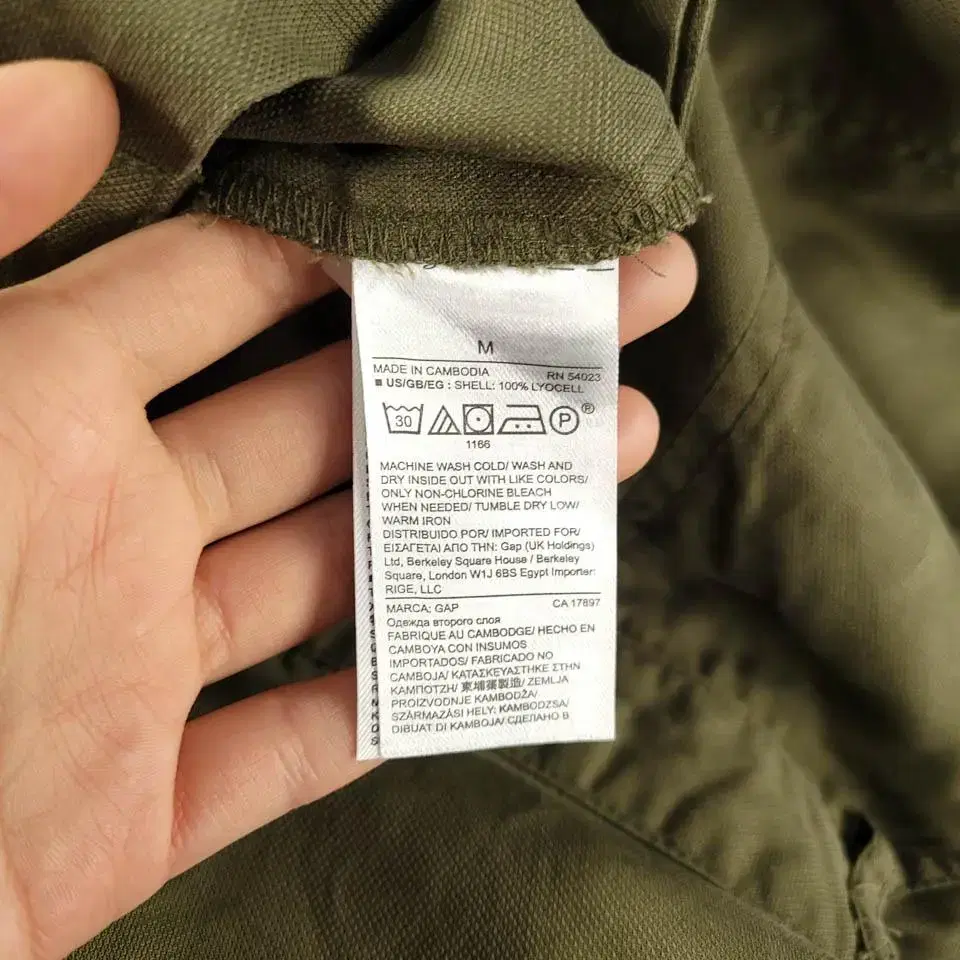 M
MADE IN CAMBODIA RN 54023
■ US/GB/EG : SHELL: 100% LYOCELL
30 P ®
1166
MACHINE WASH COLD/ WASH AND
DRY INSIDE OUT WITH LIKE COLORS/
ONLY NON-CHLORINE BLEACH
WHEN NEEDED/ TUMBLE DRY LOW/
WARM IRON
DISTRIBUIDO POR/ IMPORTED FOR/
ΕΙΣΑΓΕΤΑΙ ΑΠΟ ΤΗΝ: Gap (UK Holdings)
Ltd, Berkeley Square House / Berkeley
Square, London W1J 6BS Egypt Importer:
RIGE, LLC
MARCA: GAP CA 17897
Одежда второго слоя
FABRIQUE AU CAMBODGE/ HECHO EN
CAMBOYA CON INSUMOS
IMPORTADOS/ FABRICADO NO
CAMBOJA/ ΚΑΤΑΣΚΕΥΑΣΤΗΚΕ ΣΤΗΝ
ΚΑΜΠΟΤΖΗ/ 柬埔寨製造/ ZEMLJA
PROIZVODNJE KAMBODŽA/
SZÁRMAZÁSI HELY: KAMBODZSA/
DIBUAT DI KAMBOJA/ СДЕЛАНО В